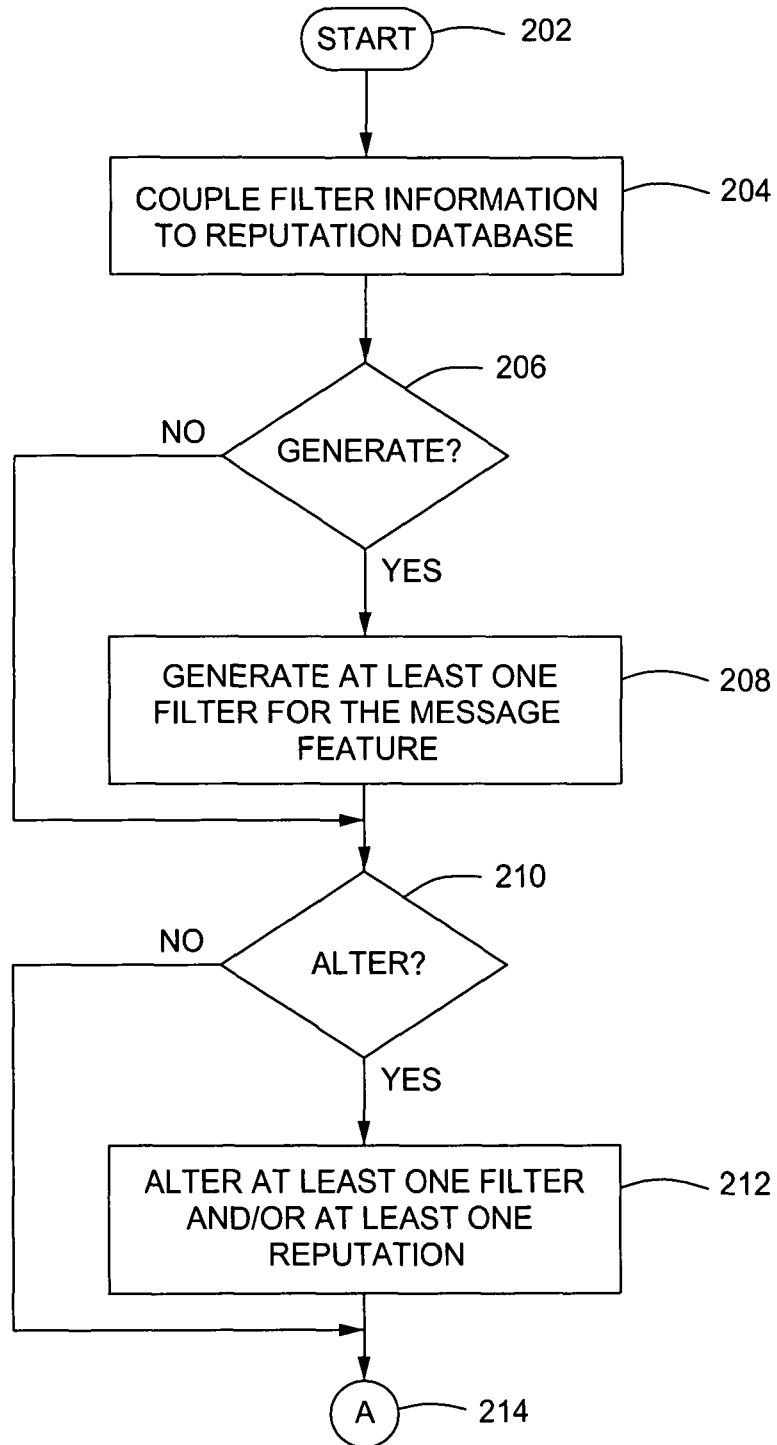 START
202
COUPLE FILTER INFORMATION
TO REPUTATION DATABASE
204
206
NO
GENERATE?
YES
GENERATE AT LEAST ONE
FILTER FOR THE MESSAGE
FEATURE
208
210
NO
ALTER?
YES
ALTER AT LEAST ONE FILTER
AND/OR AT LEAST ONE
REPUTATION
212
A
214